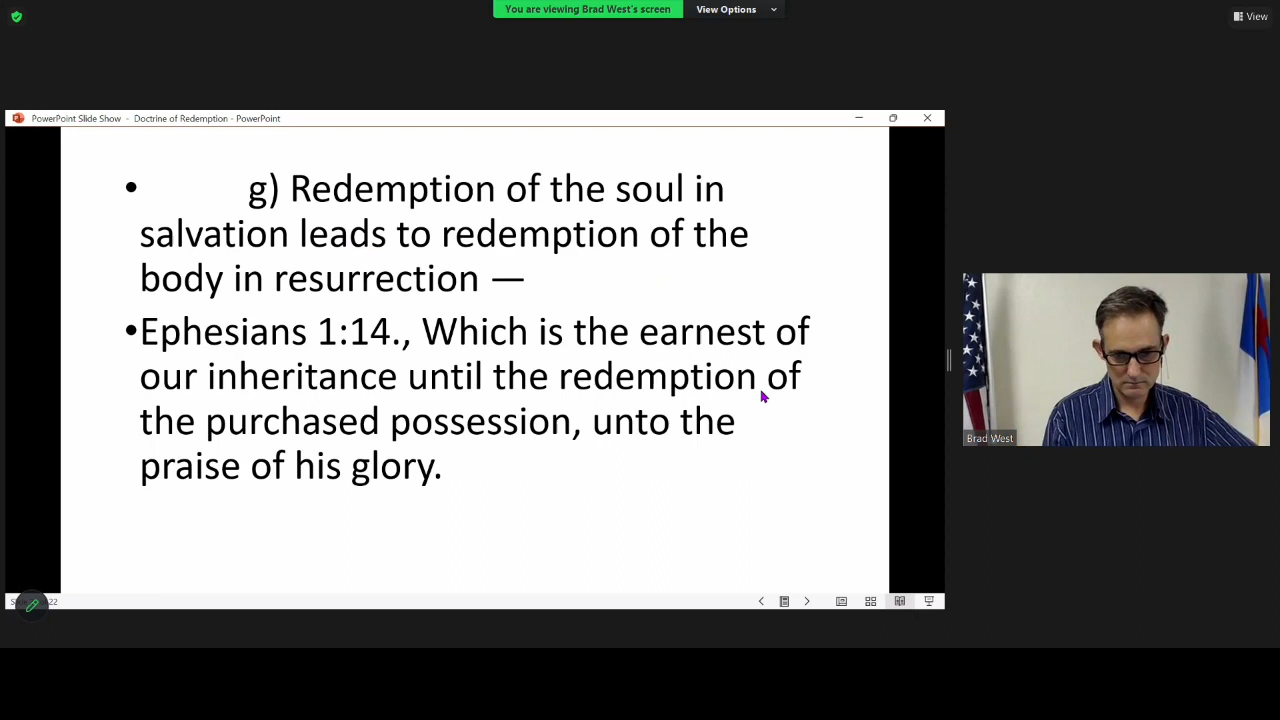 You are viewing Brad West's screen
View Options
View
PowerPoint Slide Show - Doctrine of Redemption - PowerPoint
• g) Redemption of the soul in
salvation leads to redemption of the
body in resurrection —
•Ephesians 1:14., Which is the earnest of
our inheritance until the redemption of
the purchased possession, unto the
praise of his glory.
Brad West
22